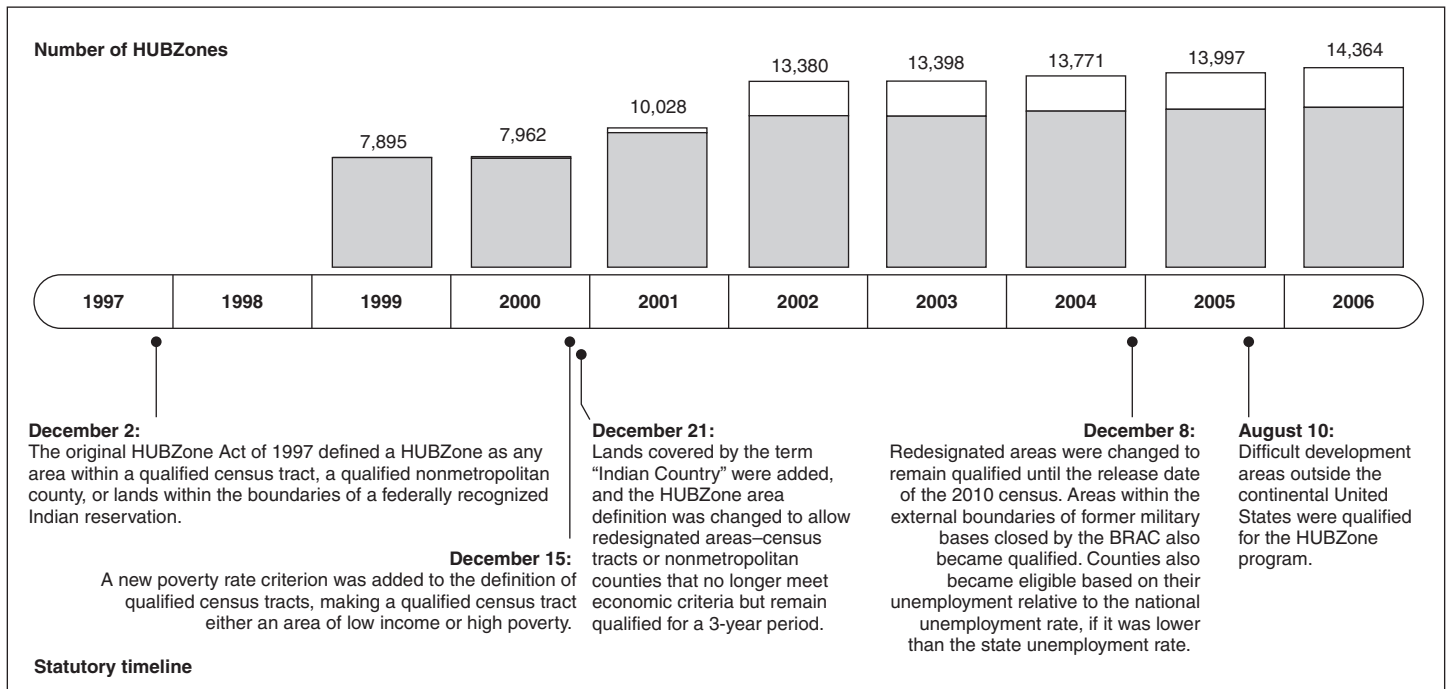 Number of HUBZones
7,895
7,962
10,028
13,380
13,398
13,771
13,997
14,364
1997
1998
1999
2000
2001
2002
2003
2004
2005
2006
December 2:
The original HUBZone Act of 1997 defined a HUBZone as any
area within a qualified census tract, a qualified nonmetropolitan
county, or lands within the boundaries of a federally recognized
Indian reservation.
December 15:
A new poverty rate criterion was added to the definition of
qualified census tracts, making a qualified census tract
either an area of low income or high poverty.
December 21:
Lands covered by the term
“Indian Country” were added,
and the HUBZone area
definition was changed to allow
redesignated areas–census
tracts or nonmetropolitan
counties that no longer meet
economic criteria but remain
qualified for a 3-year period.
December 8:
Redesignated areas were changed to
remain qualified until the release date
of the 2010 census. Areas within the
external boundaries of former military
bases closed by the BRAC also
became qualified. Counties also
became eligible based on their
unemployment relative to the national
unemployment rate, if it was lower
than the state unemployment rate.
August 10:
Difficult development
areas outside the
continental United
States were qualified
for the HUBZone
program.
Statutory timeline